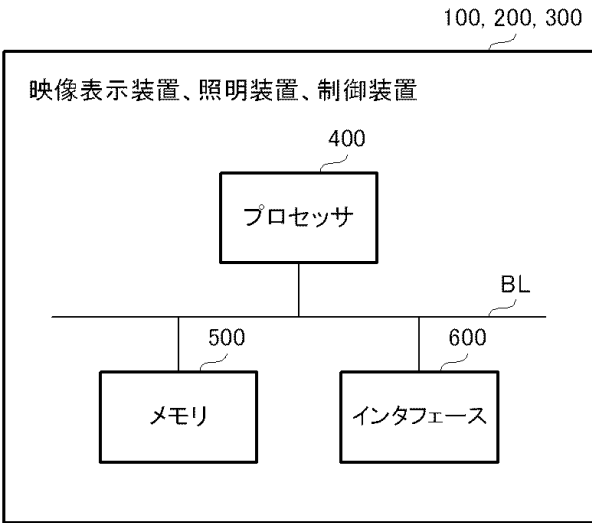 100, 200, 300
映像表示装置、照明装置、制御装置
400
プロセッサ
BL
500
600
メモリ
インタフェース